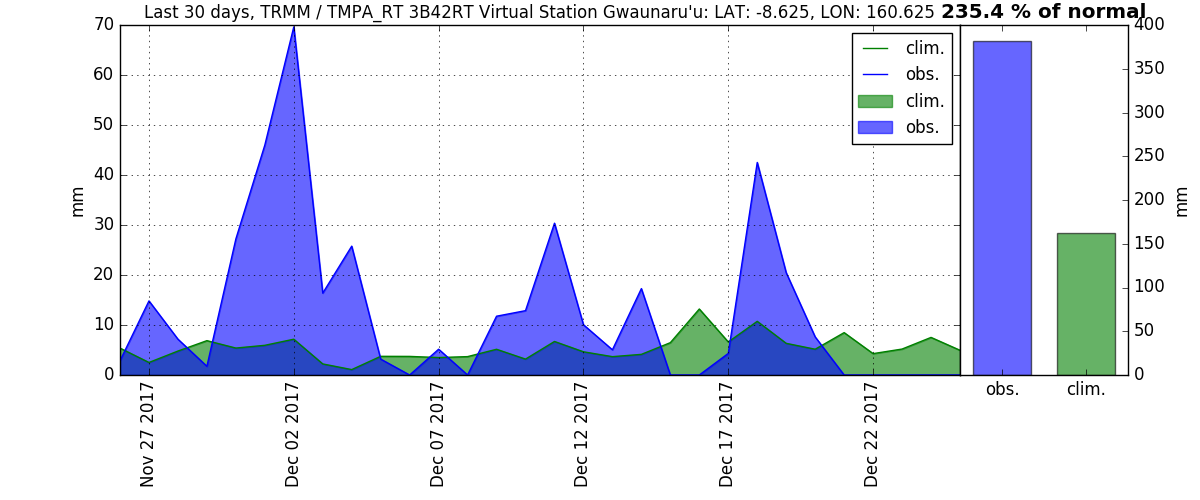 Last 30 days, TRMM / TMPA_RT 3B42RT Virtual Station Gwaunaru'u: LAT: -8.625, LON: 160.625 235.4 % of normal
70
60
50
40
30
20
10
0
mm
clim.
obs.
clim.
obs.
400
350
300
250
200
150
100
50
0
mm
Nov 27 2017
Dec 02 2017
Dec 07 2017
Dec 12 2017
Dec 17 2017
Dec 22 2017
obs.
clim.